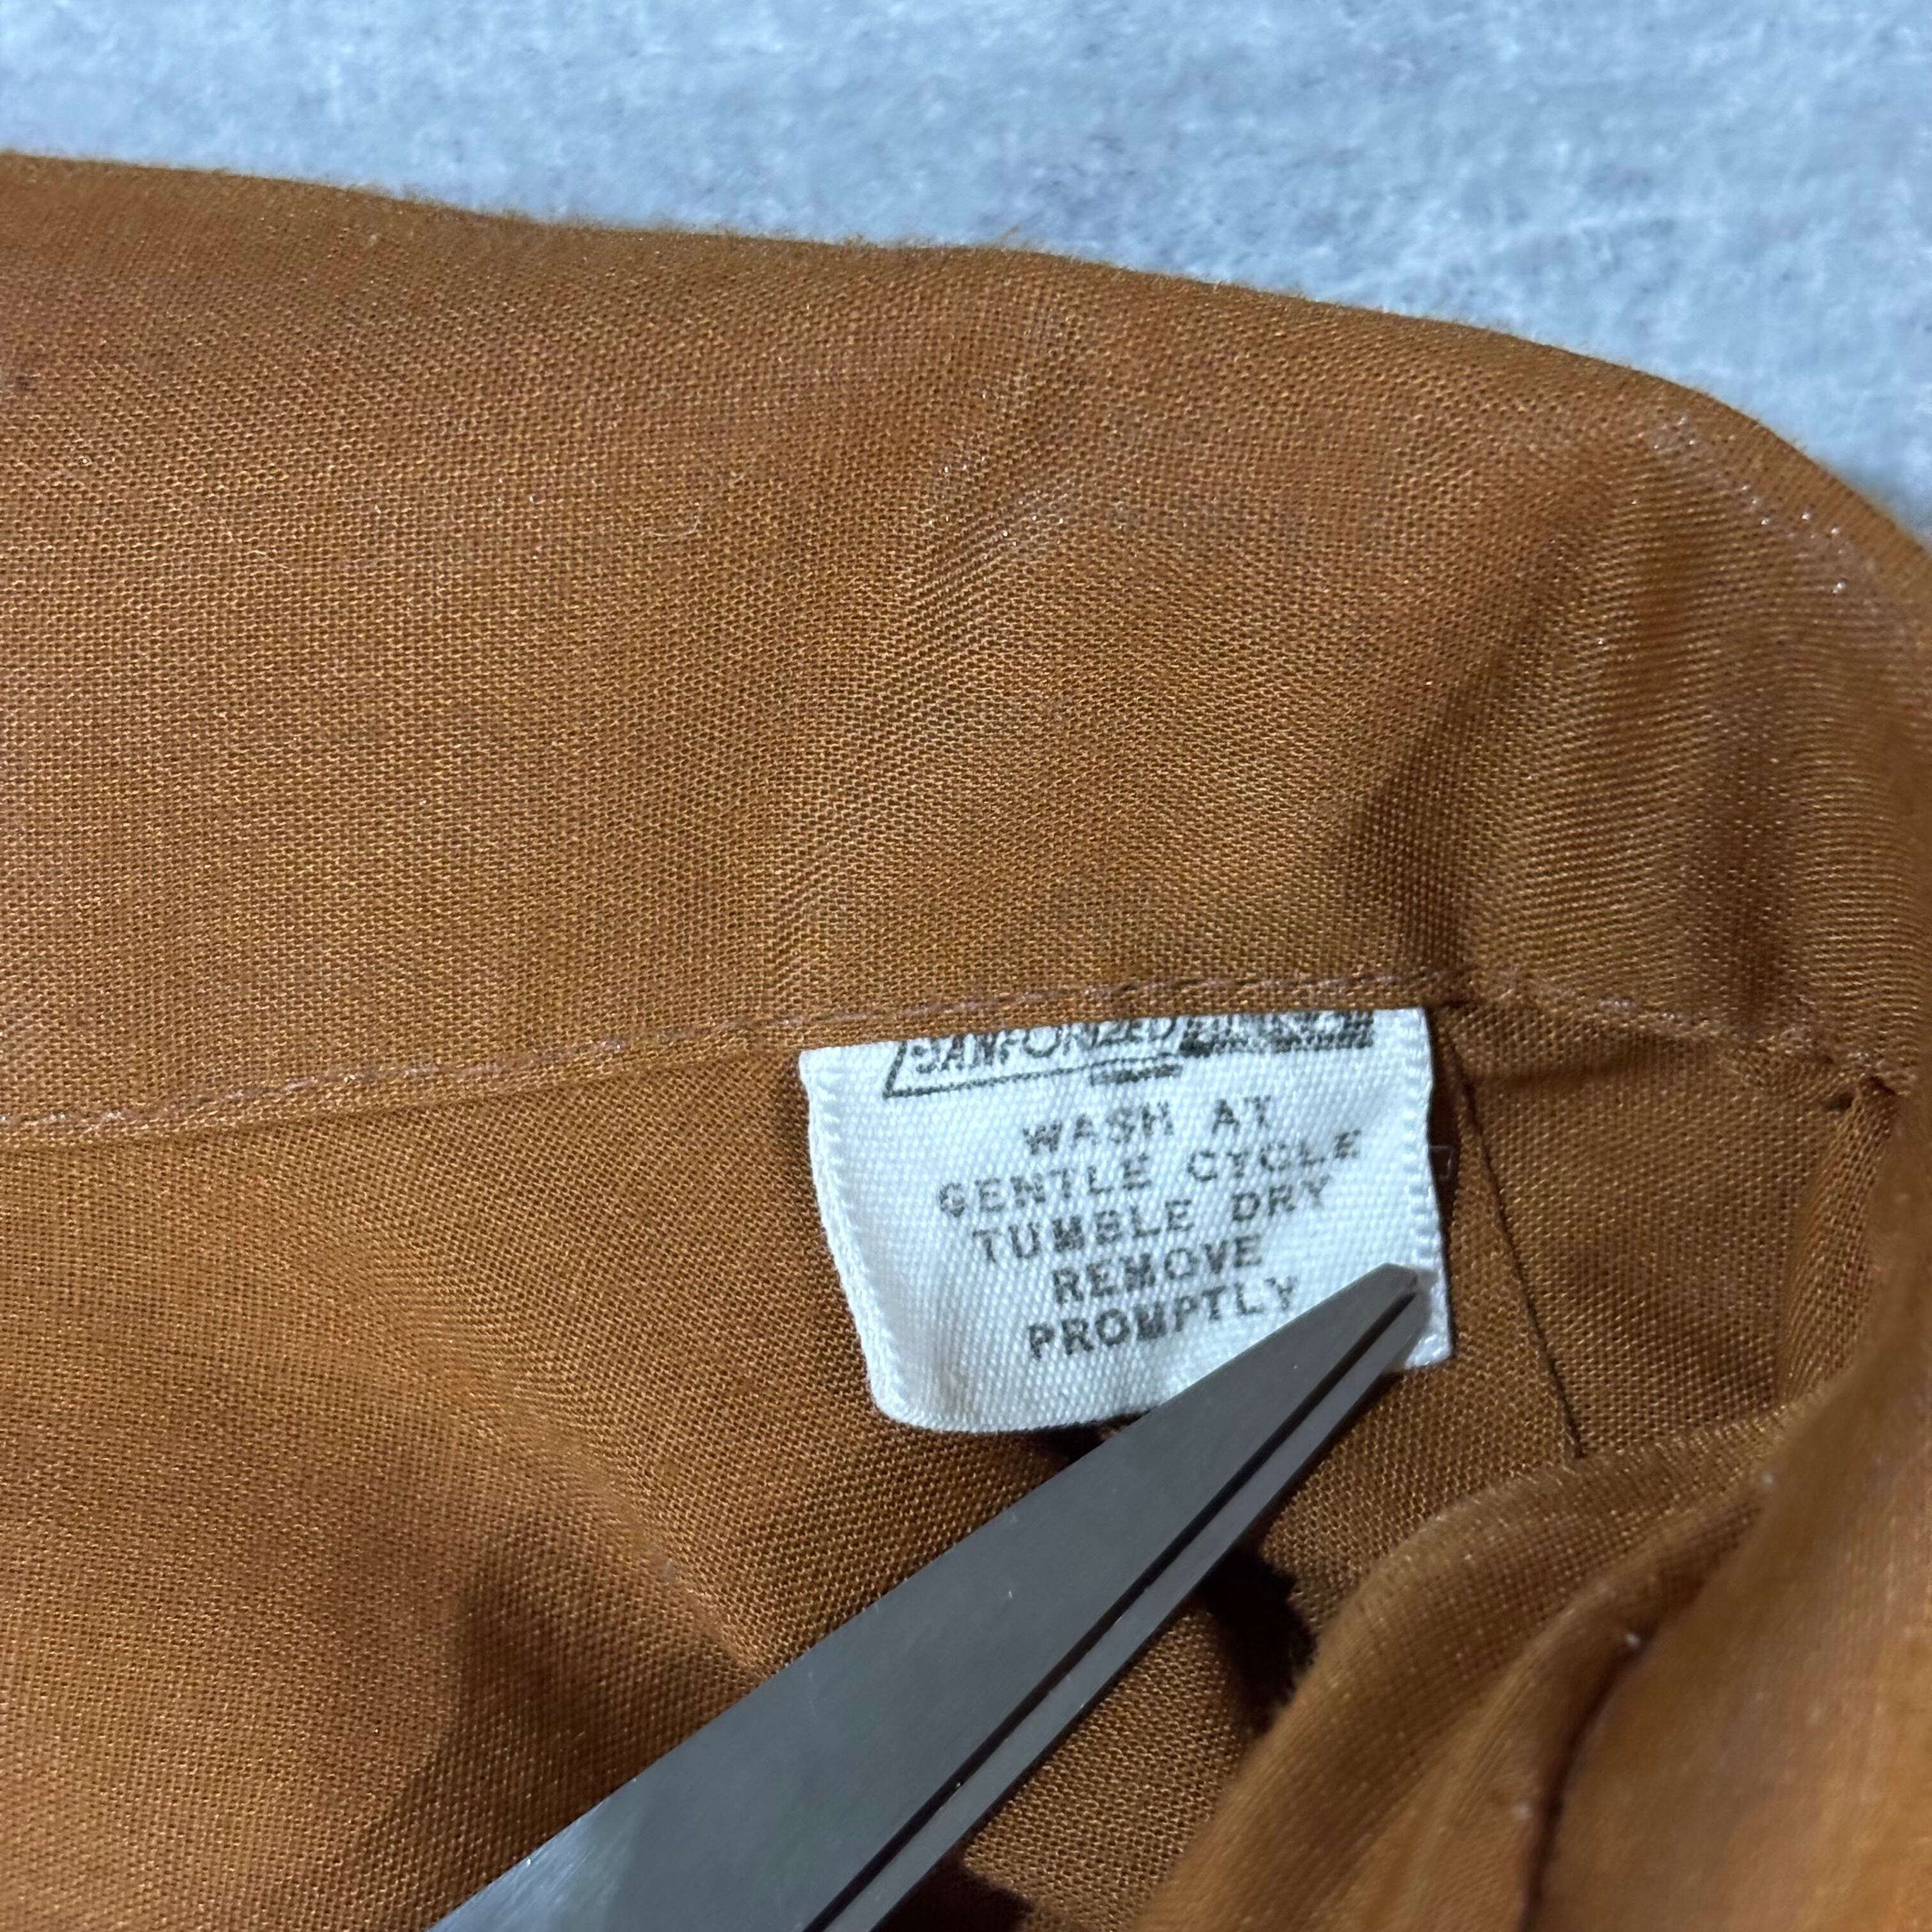 SANFORIZED
WASH AT
GENTLE CYCLE
TUMBLE DRY
REMOVE
PROMPTLY